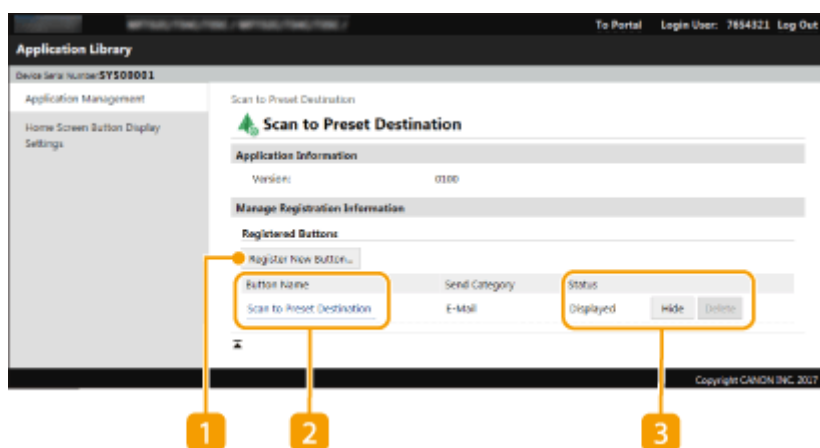 To Portal Login User: 7654321 Log Out
Application Library
Device Serial Number:SYS00001
Application Management
Home Screen Button Display
Settings
Scan to Preset Destination
Scan to Preset Destination
Application Information
Version: 0100
Manage Registration Information
Registered Buttons
Register New Button...
Button Name Send Category Status
Scan to Preset Destination E-Mail Displayed Hide Delete
Copyright CANON INC. 2017
1 2 3